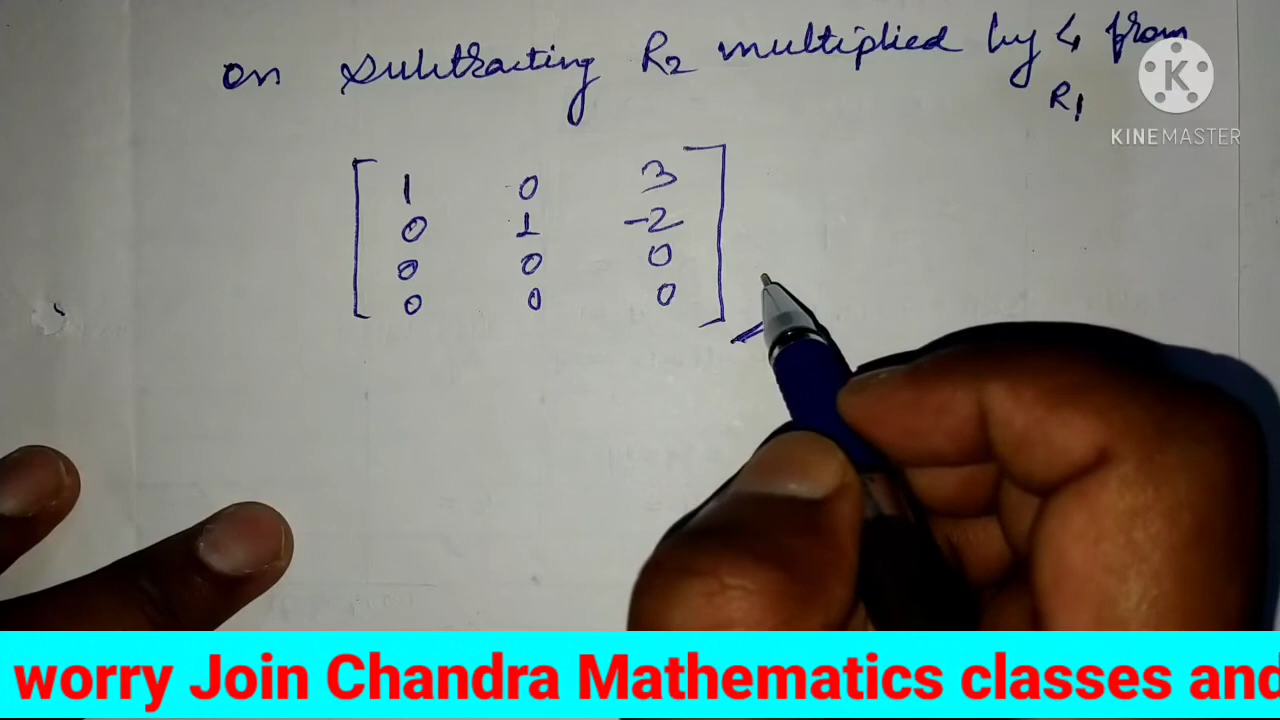 on subtracting R2 multiplied by 4 from
R1
KINEMASTER
1 0 3
0 1 -2
0 0 0
0 0 0
worry Join Chandra Mathematics classes and